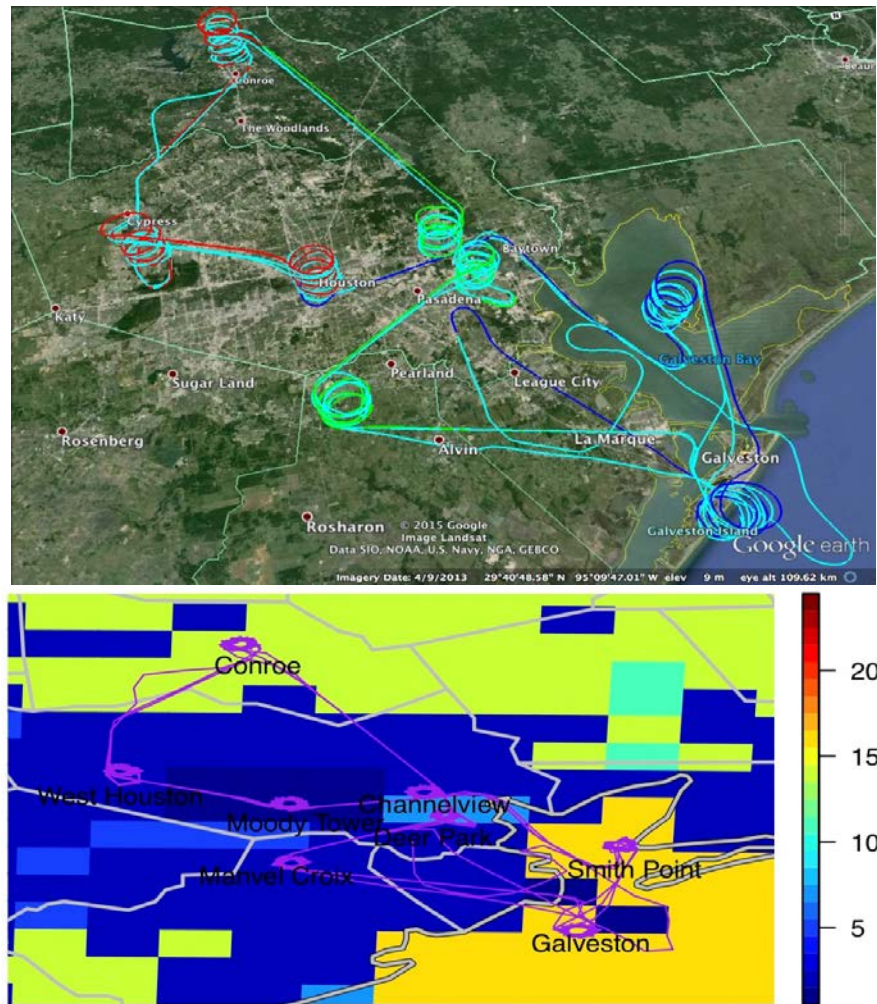 Conroe
Beaur
The Woodlands
Cypress
Baytown
Houston
Katy
Pasadena
Galveston Bay
Pearland
Sugar Land
League City
Rosenberg
Alvin
La Marque
Galveston
Rosharon
Galveston Island
© 2015 Google
Image Landsat
Data SIO, NOAA, U.S. Navy, NGA, GEBCO
Google earth
Imagery Date: 4/9/2013 29°40'48.58" N 95°09'47.01" W elev 9 m eye alt 109.62 km
Conroe
20
West Houston
Channelview
15
Moody Tower
Deer Park
Manvel Croix
Smith Point
10
Galveston
5